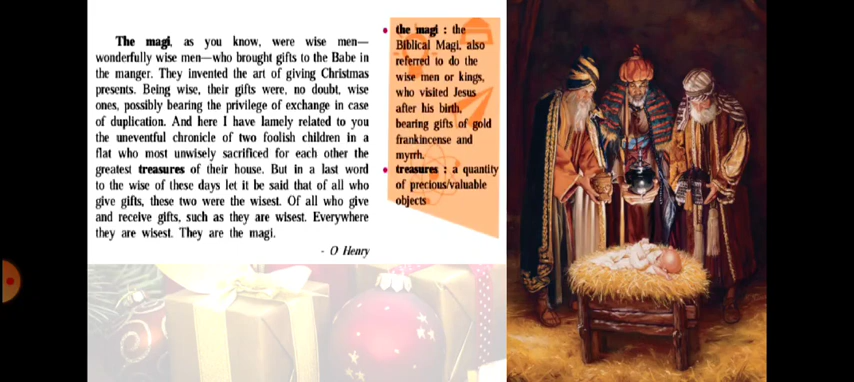 The magi, as you know, were wise men—
wonderfully wise men—who brought gifts to the Babe in
the manger. They invented the art of giving Christmas
presents. Being wise, their gifts were, no doubt, wise
ones, possibly bearing the privilege of exchange in case
of duplication. And here I have lamely related to you
the uneventful chronicle of two foolish children in a
flat who most unwisely sacrificed for each other the
greatest treasures of their house. But in a last word
to the wise of these days let it be said that of all who
give gifts, these two were the wisest. Of all who give
and receive gifts, such as they are wisest. Everywhere
they are wisest. They are the magi.
- O Henry
• the magi : the
Biblical Magi, also
referred to do the
wise men or kings,
who visited Jesus
after his birth,
bearing gifts of gold
frankincense and
myrrh.
• treasures : a quantity
of precious/valuable
objects